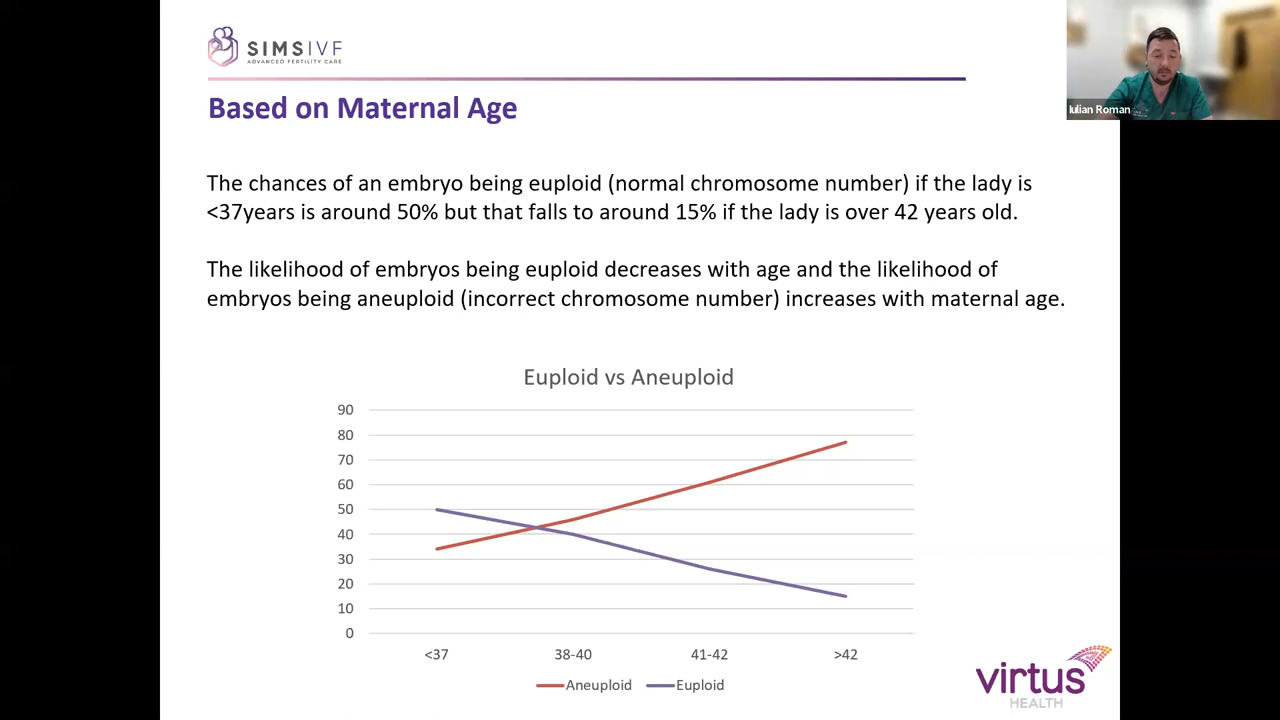 SIMSIVF
ADVANCED FERTILITY CARE
Iulian Roman
Based on Maternal Age
The chances of an embryo being euploid (normal chromosome number) if the lady is
<37years is around 50% but that falls to around 15% if the lady is over 42 years old.
The likelihood of embryos being euploid decreases with age and the likelihood of
embryos being aneuploid (incorrect chromosome number) increases with maternal age.
Euploid vs Aneuploid
90
80
70
60
50
40
30
20
10
0
<37 38-40 41-42 >42
Aneuploid Euploid
virtus
HEALTH